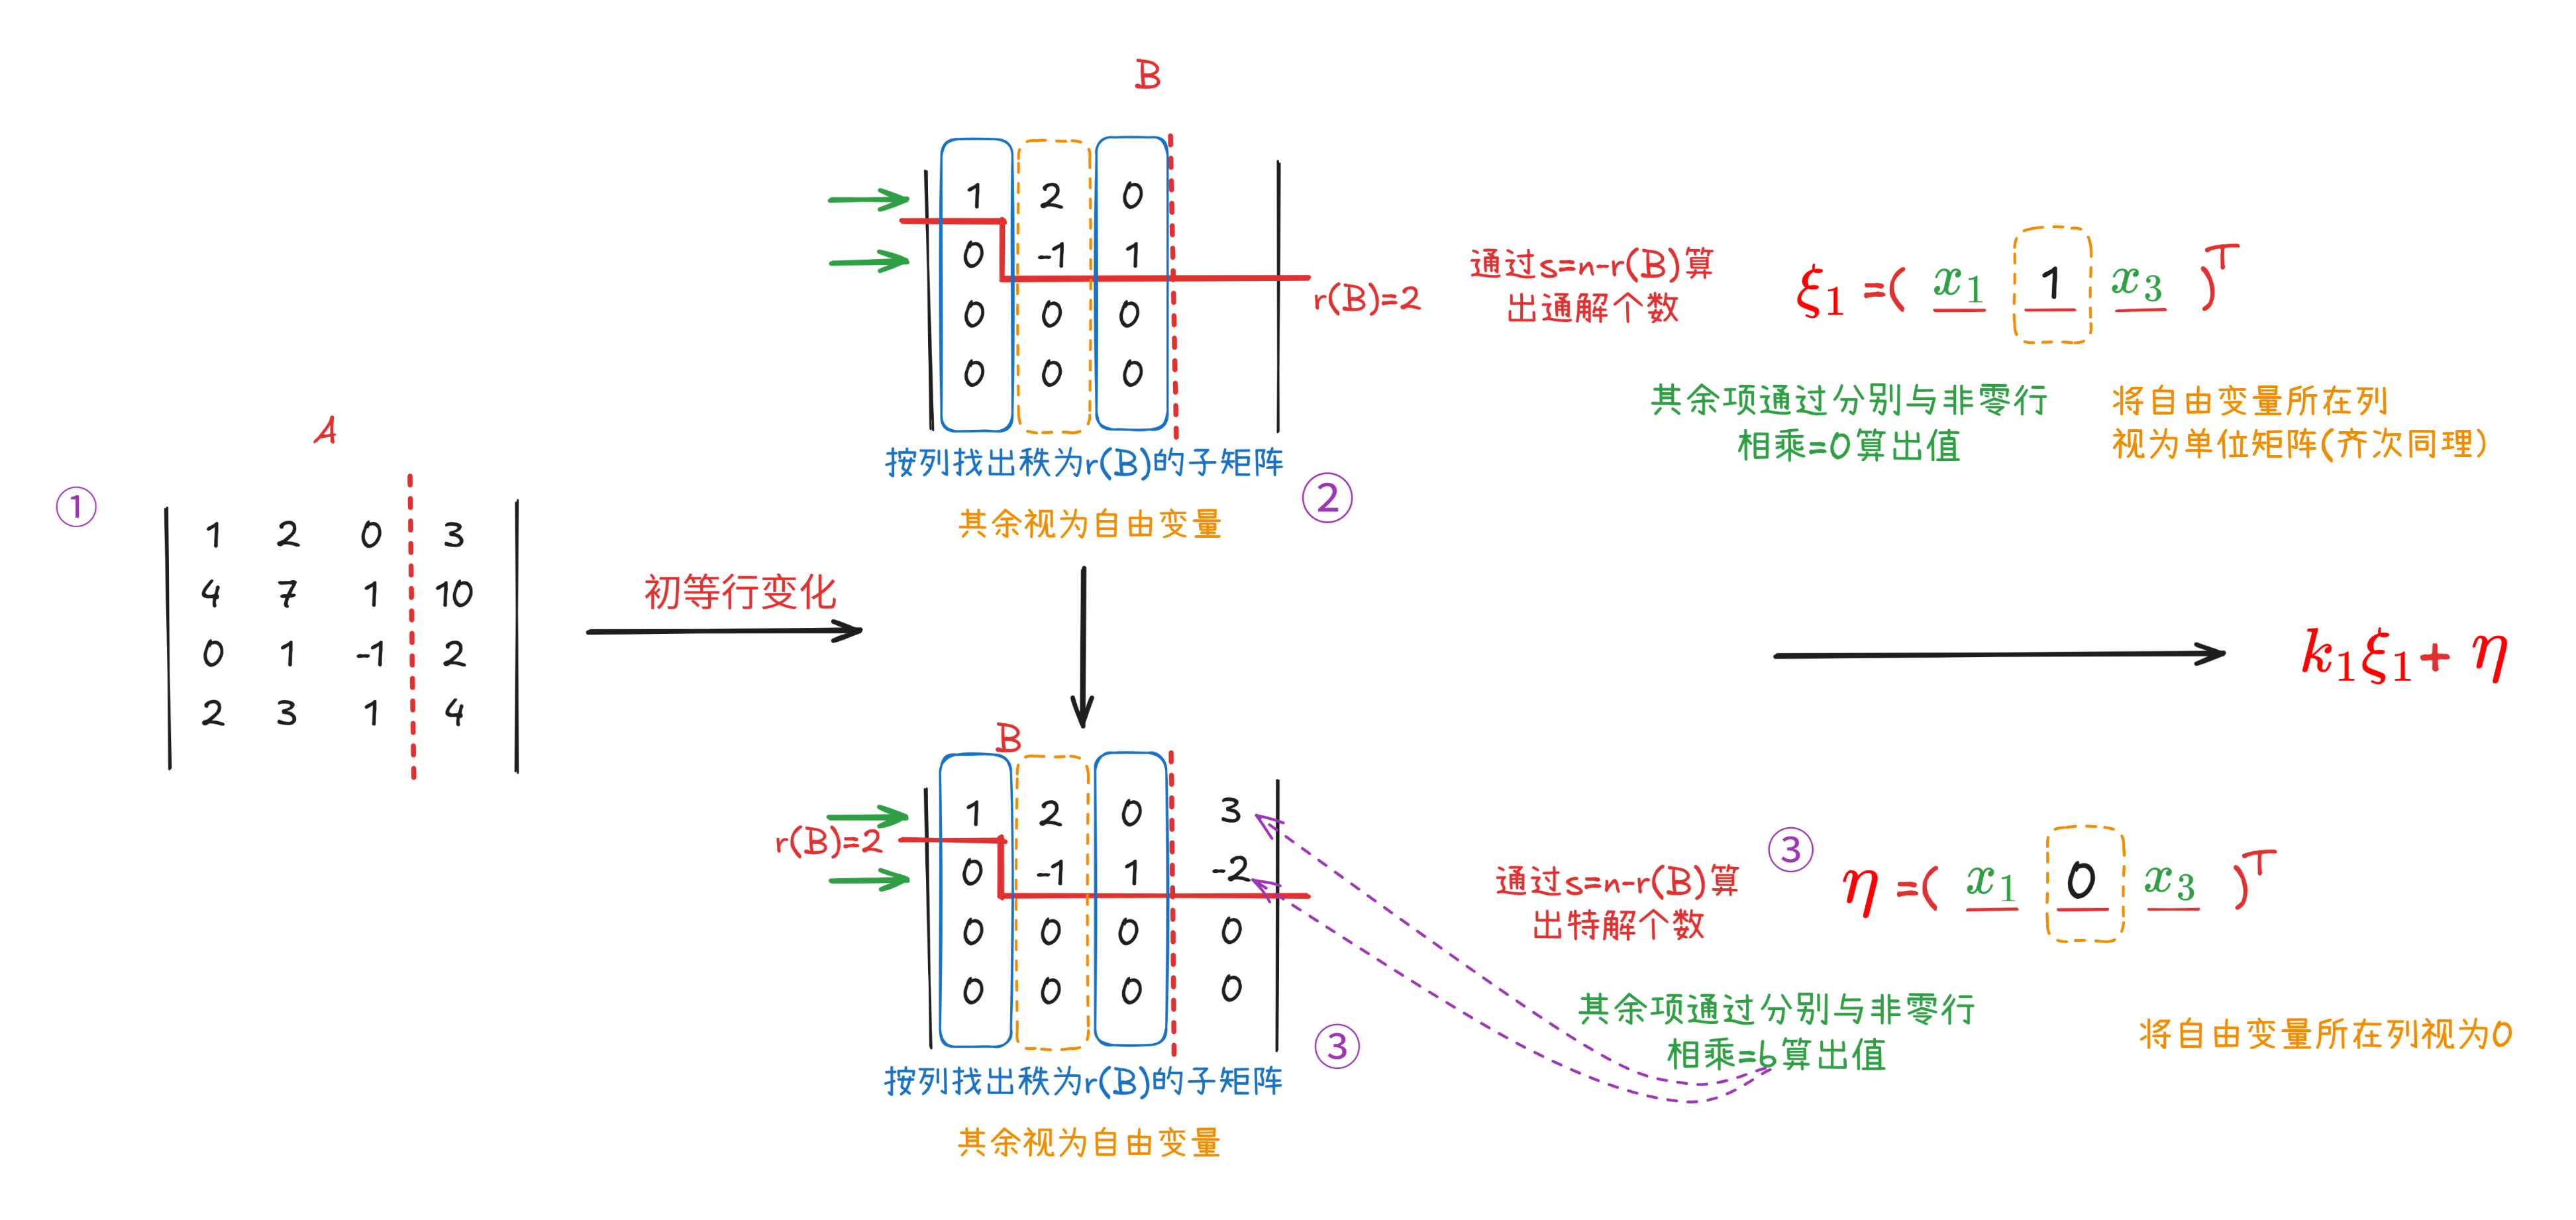 A
①
1 2 0 3
4 7 1 10
0 1 -1 2
2 3 1 4
初等行变化
B
1 2 0
0 -1 1
0 0 0
0 0 0
r(B)=2
按列找出秩为r(B)的子矩阵
其余视为自由变量
②
通过s=n-r(B)算
出通解个数
ξ₁ =( x₁ 1 x₃ )ᵀ
其余项通过分别与非零行
相乘=0算出值
将自由变量所在列
视为单位矩阵(齐次同理)
B
1 2 0 3
0 -1 1 -2
0 0 0 0
0 0 0 0
r(B)=2
按列找出秩为r(B)的子矩阵
其余视为自由变量
③
通过s=n-r(B)算
出特解个数
③
η =( x₁ 0 x₃ )ᵀ
其余项通过分别与非零行
相乘=b算出值
将自由变量所在列视为0
k₁ξ₁+ η